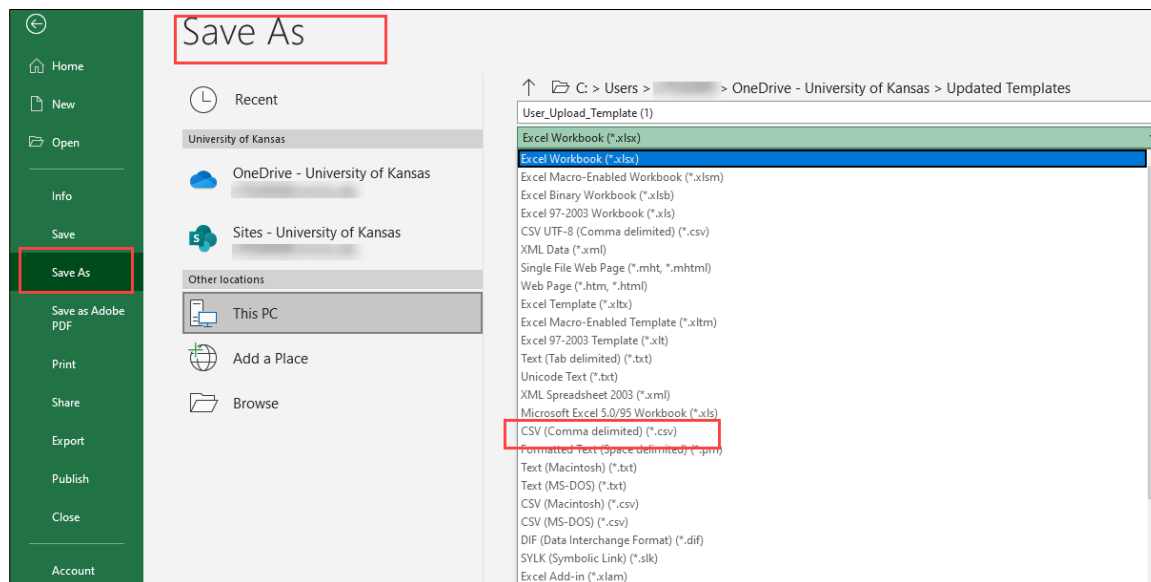 Save As
Home
New
Open
Info
Save
Save As
Save as Adobe
PDF
Print
Share
Export
Publish
Close
Account
Recent
University of Kansas
OneDrive - University of Kansas
Sites - University of Kansas
Other locations
This PC
Add a Place
Browse
C: > Users > > OneDrive - University of Kansas > Updated Templates
User_Upload_Template (1)
Excel Workbook (*.xlsx)
Excel Workbook (*.xlsx)
Excel Macro-Enabled Workbook (*.xlsm)
Excel Binary Workbook (*.xlsb)
Excel 97-2003 Workbook (*.xls)
CSV UTF-8 (Comma delimited) (*.csv)
XML Data (*.xml)
Single File Web Page (*.mht, *.mhtml)
Web Page (*.htm, *.html)
Excel Template (*.xltx)
Excel Macro-Enabled Template (*.xltm)
Excel 97-2003 Template (*.xlt)
Text (Tab delimited) (*.txt)
Unicode Text (*.txt)
XML Spreadsheet 2003 (*.xml)
Microsoft Excel 5.0/95 Workbook (*.xls)
CSV (Comma delimited) (*.csv)
Formatted Text (Space delimited) (*.prn)
Text (Macintosh) (*.txt)
Text (MS-DOS) (*.txt)
CSV (Macintosh) (*.csv)
CSV (MS-DOS) (*.csv)
DIF (Data Interchange Format) (*.dif)
SYLK (Symbolic Link) (*.slk)
Excel Add-in (*.xlam)